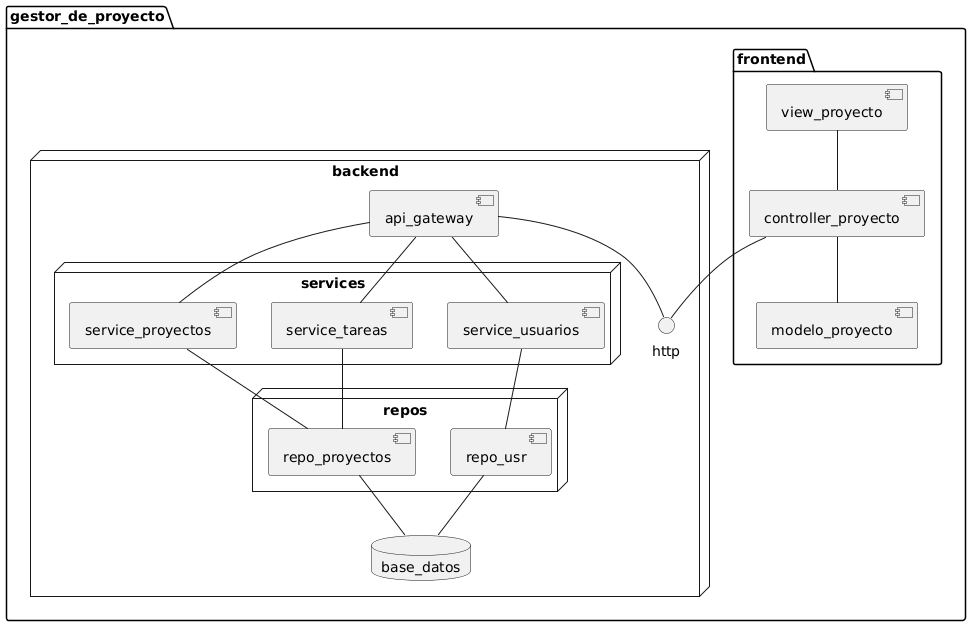 gestor_de_proyecto
frontend
view_proyecto
backend
api_gateway
controller_proyecto
services
service_proyectos
service_tareas
service_usuarios
http
modelo_proyecto
repos
repo_proyectos
repo_usr
base_datos